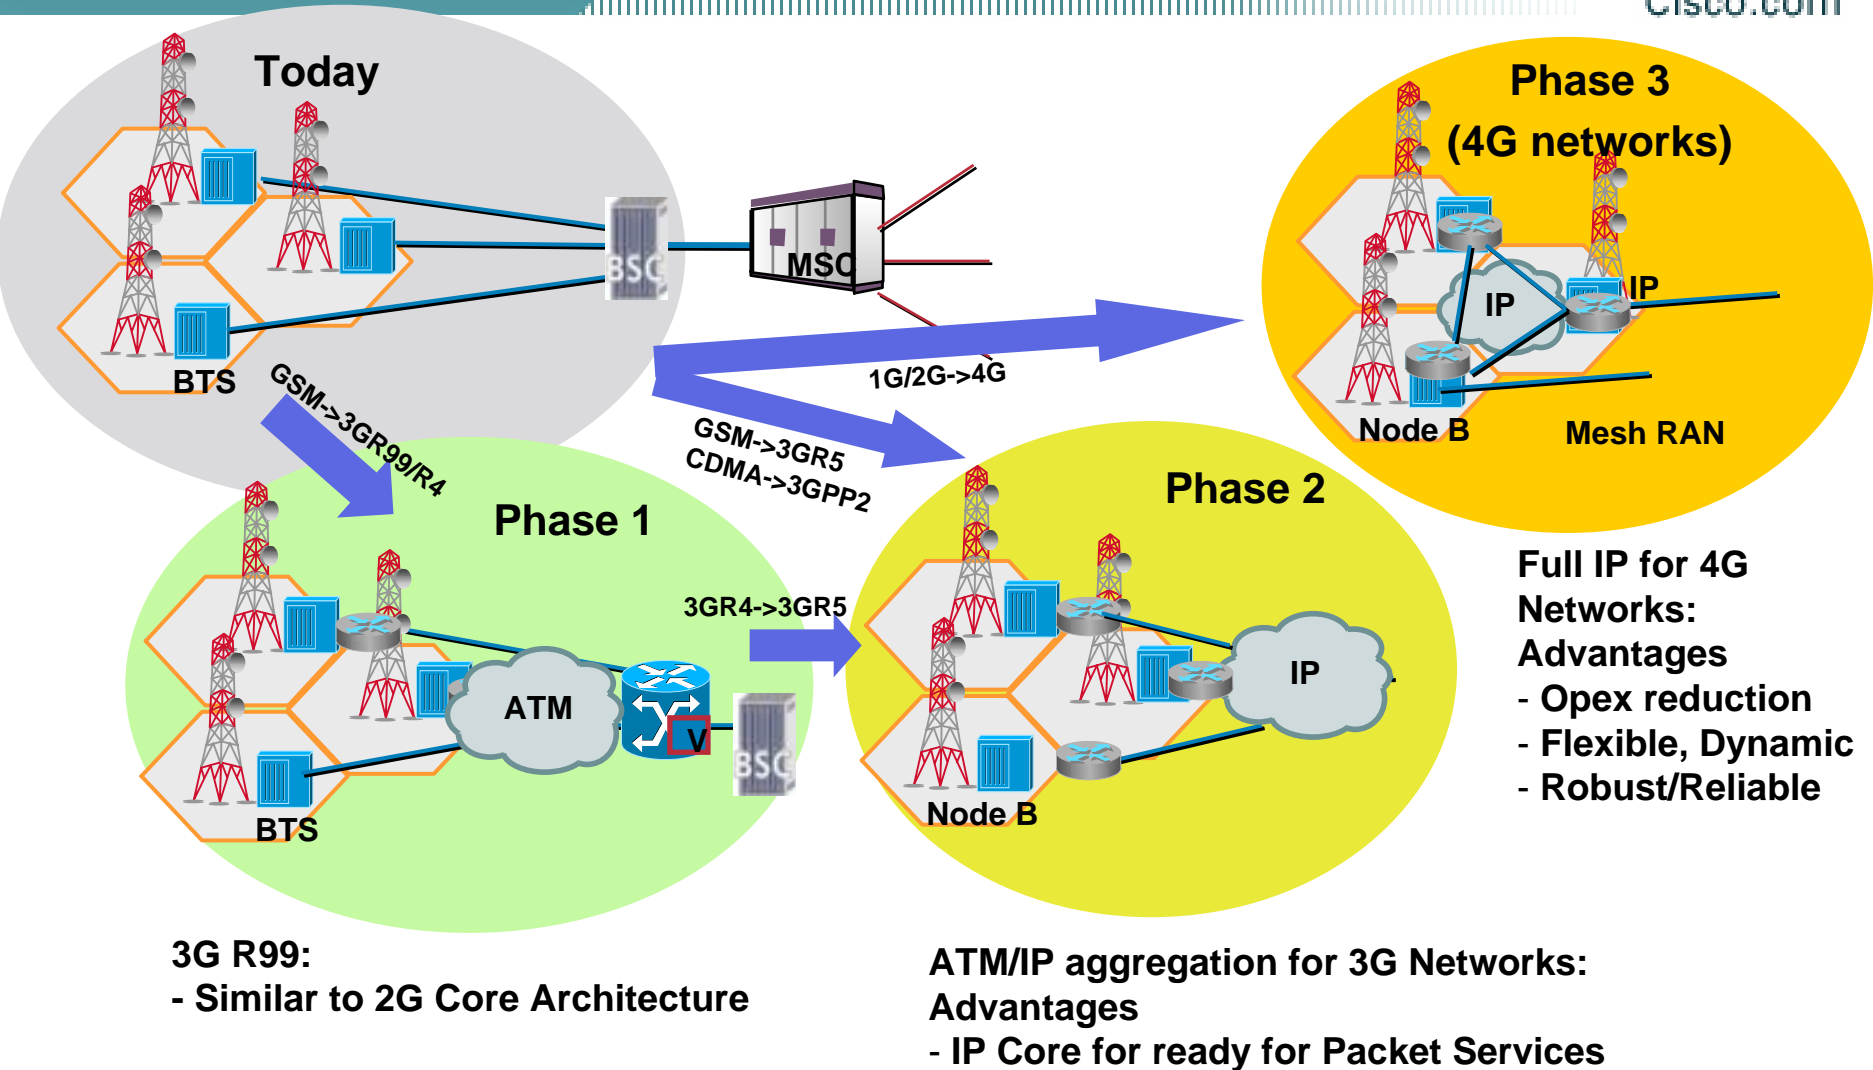 Cisco.com
Today
Phase 3
(4G networks)
BSC
MSC
IP
IP
BTS
1G/2G->4G
GSM->3GR99/R4
GSM->3GR5
CDMA->3GPP2
Node B
Mesh RAN
Phase 1
Phase 2
3GR4->3GR5
ATM
V
BSC
IP
BTS
Node B
Full IP for 4G
Networks:
Advantages
- Opex reduction
- Flexible, Dynamic
- Robust/Reliable
3G R99:
- Similar to 2G Core Architecture
ATM/IP aggregation for 3G Networks:
Advantages
- IP Core for ready for Packet Services